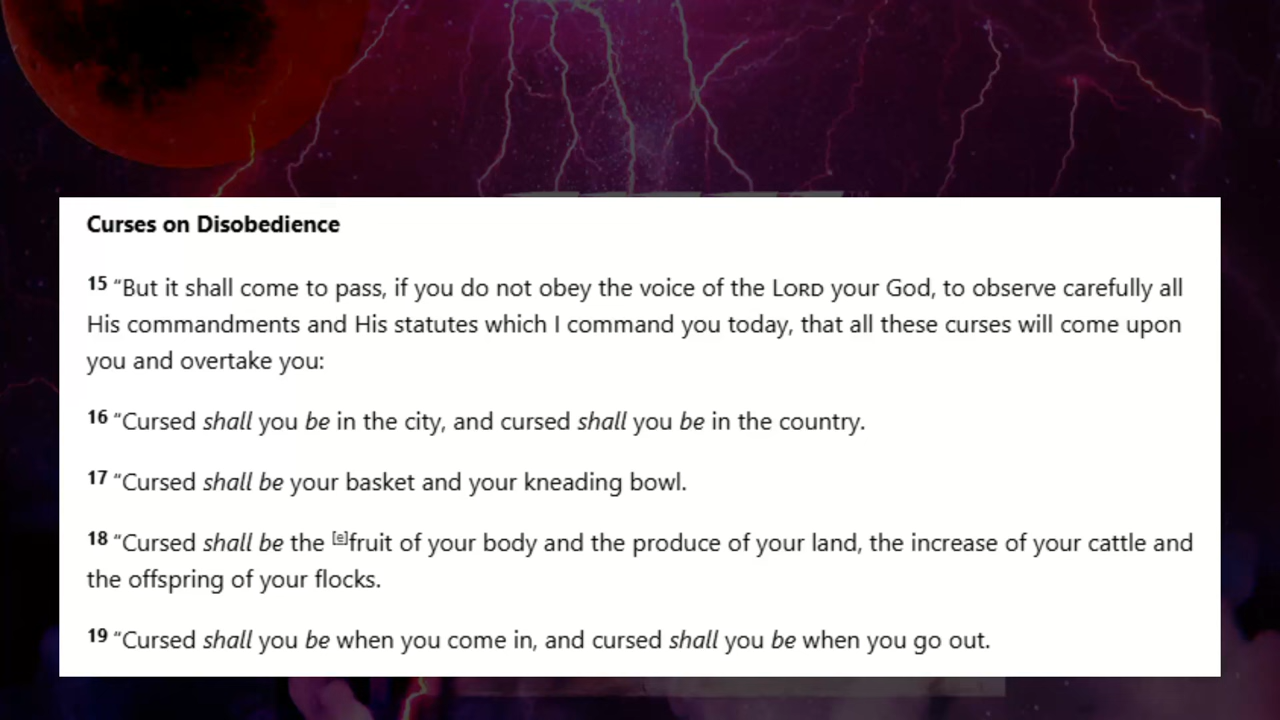 Curses on Disobedience
15 “But it shall come to pass, if you do not obey the voice of the LORD your God, to observe carefully all
His commandments and His statutes which I command you today, that all these curses will come upon
you and overtake you:
16 “Cursed shall you be in the city, and cursed shall you be in the country.
17 “Cursed shall be your basket and your kneading bowl.
18 “Cursed shall be the [e]fruit of your body and the produce of your land, the increase of your cattle and
the offspring of your flocks.
19 “Cursed shall you be when you come in, and cursed shall you be when you go out.